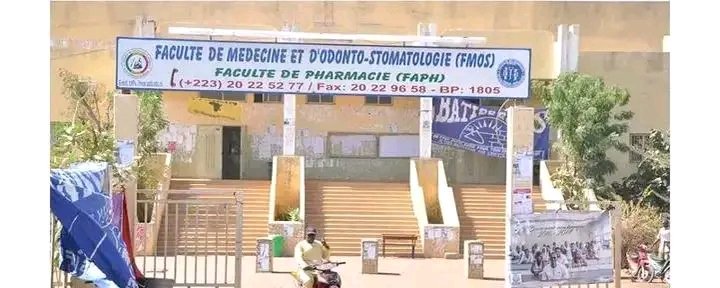 FACULTE DE MEDECINE ET D'ODONTO-STOMATOLOGIE (FMOS)
FACULTE DE PHARMACIE (FAPH)
(+223) 20 22 52 77 / Fax: 20 22 96 58 - BP: 1805
BATI